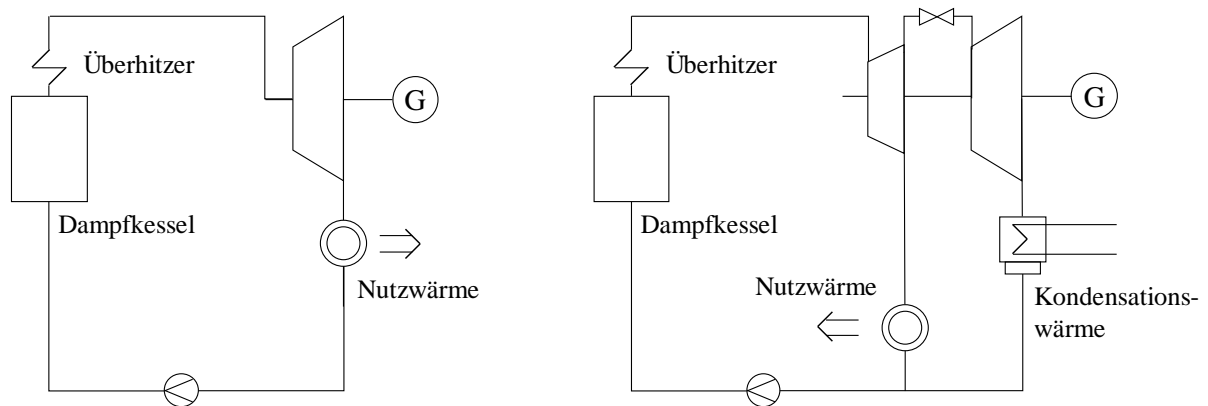 Überhitzer
G
Dampfkessel
Nutzwärme
Überhitzer
G
Dampfkessel
Nutzwärme
Kondensations-
wärme